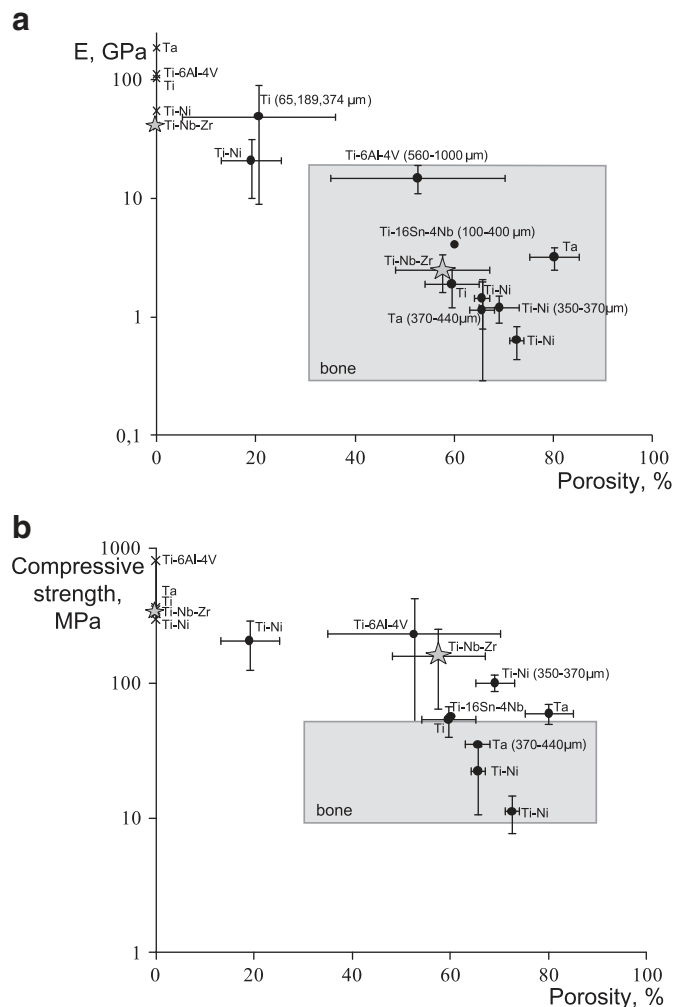 a
E, GPa
Ta
Ti-6Al-4V
100
Ti
Ti (65,189,374 µm)
Ti-Ni
Ti-Nb-Zr
Ti-Ni
Ti-6Al-4V (560-1000 µm)
10
Ti-16Sn-4Nb (100-400 µm)
Ta
Ti-Nb-Zr
Ti
Ti-Ni
Ti-Ni (350-370µm)
1
Ta (370-440µm)
Ti-Ni
bone
0,1
0 20 40 60 80 100
Porosity, %
b
1000
Ti-6Al-4V
Compressive
strength,
MPa
Ta
Ti
Ti-Nb-Zr
Ti-Ni
Ti-Ni
Ti-6Al-4V
Ti-Nb-Zr
Ti-Ni (350-370µm)
100
Ti-16Sn-4Nb
Ta
Ti
Ta (370-440µm)
Ti-Ni
bone
Ti-Ni
10
1
0 20 40 60 80 100
Porosity, %